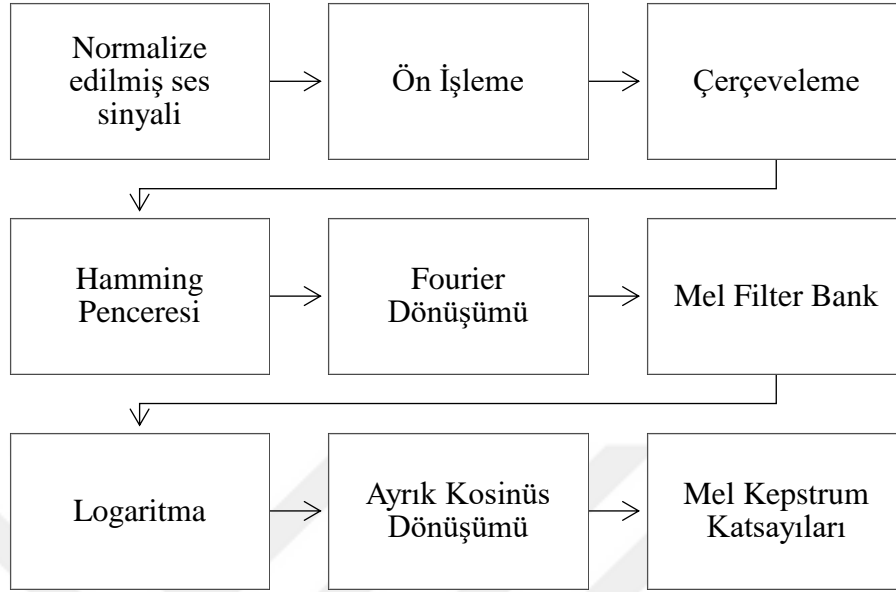 Normalize
edilmiş ses
sinyali
Ön İşleme
Çerçeveleme
Hamming
Penceresi
Fourier
Dönüşümü
Mel Filter Bank
Logaritma
Ayrık Kosinüs
Dönüşümü
Mel Kepstrum
Katsayıları